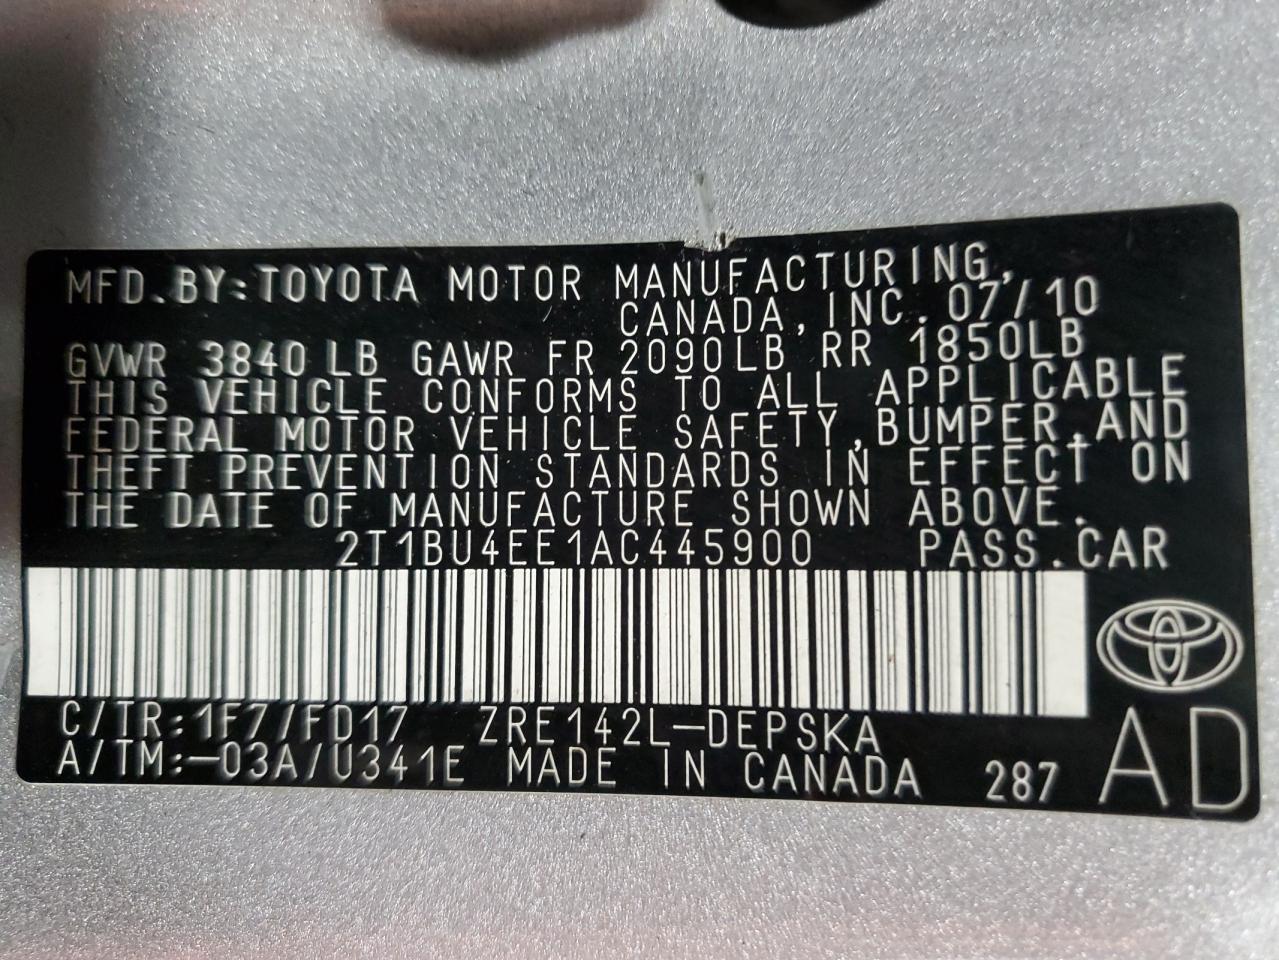 MFD.BY:TOYOTA MOTOR MANUFACTURING,
CANADA,INC. 07/10
GVWR 3840 LB GAWR FR 2090LB RR 1850LB
THIS VEHICLE CONFORMS TO ALL APPLICABLE
FEDERAL MOTOR VEHICLE SAFETY,BUMPER,AND
THEFT PREVENTION STANDARDS IN EFFECT ON
THE DATE OF MANUFACTURE SHOWN ABOVE.
2T1BU4EE1AC445900 PASS.CAR
C/TR:1F7/FD17 ZRE142L-DEPSKA
A/TM:-03A/U341E MADE IN CANADA 287 AD